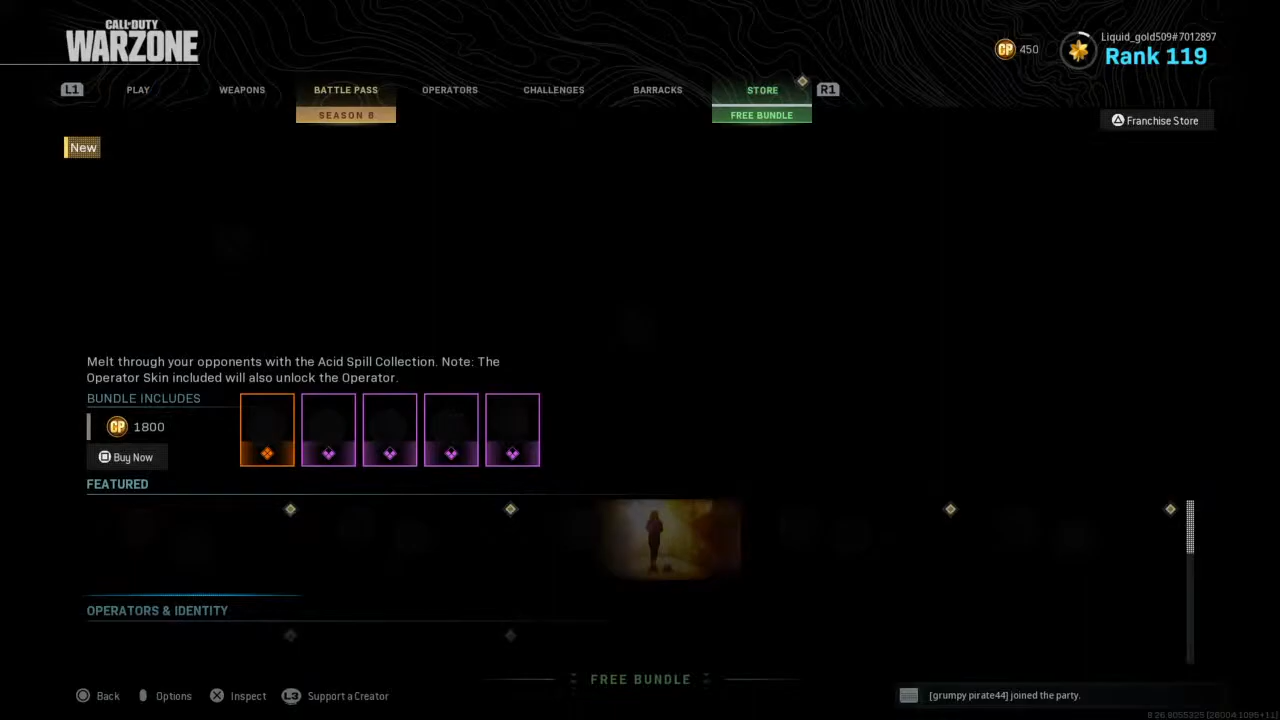 CALL OF DUTY
WARZONE
CP 450
Liquid_gold509#7012897
Rank 119
L1
PLAY
WEAPONS
BATTLE PASS
OPERATORS
CHALLENGES
BARRACKS
STORE
R1
SEASON 6
FREE BUNDLE
Franchise Store
New
Melt through your opponents with the Acid Spill Collection. Note: The
Operator Skin included will also unlock the Operator.
BUNDLE INCLUDES
CP 1800
Buy Now
FEATURED
OPERATORS & IDENTITY
FREE BUNDLE
Back
Options
Inspect
L3 Support a Creator
[grumpy pirate44] joined the party.